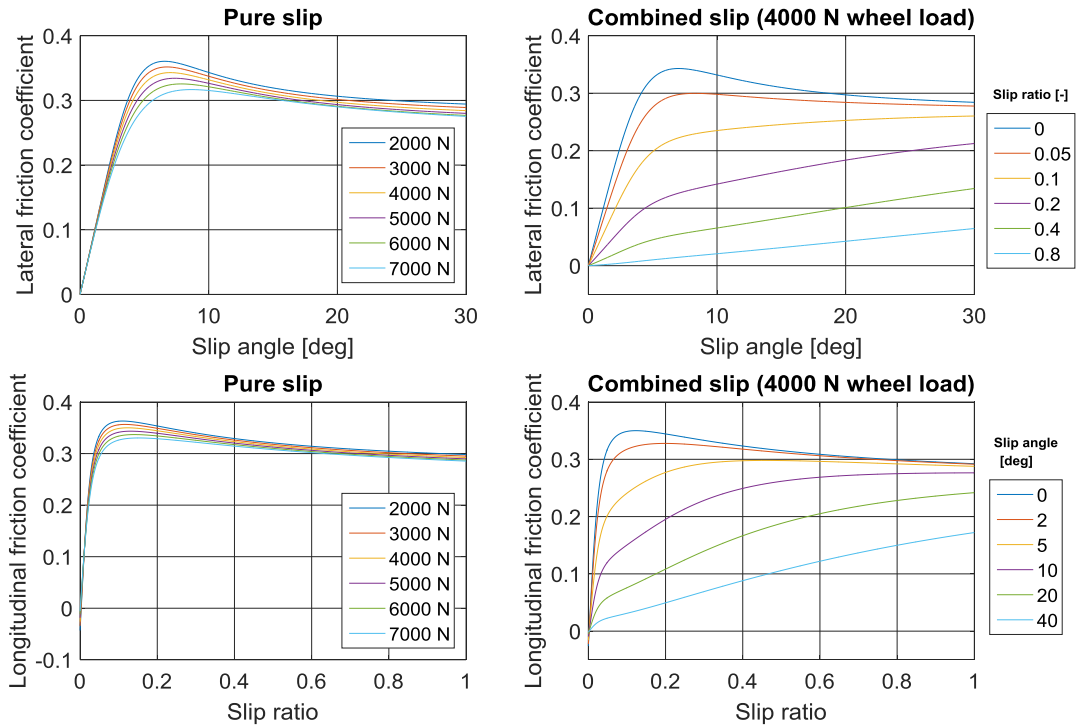 Pure slip
Lateral friction coefficient
0.4
0.3
0.2
0.1
0
0
10
20
30
Slip angle [deg]
2000 N
3000 N
4000 N
5000 N
6000 N
7000 N
Combined slip (4000 N wheel load)
Lateral friction coefficient
0.4
0.3
0.2
0.1
0
0
10
20
30
Slip angle [deg]
Slip ratio [-]
0
0.05
0.1
0.2
0.4
0.8
Pure slip
Longitudinal friction coefficient
0.4
0.3
0.2
0.1
0
-0.1
0
0.2
0.4
0.6
0.8
1
Slip ratio
2000 N
3000 N
4000 N
5000 N
6000 N
7000 N
Combined slip (4000 N wheel load)
Longitudinal friction coefficient
0.4
0.3
0.2
0.1
0
0
0.2
0.4
0.6
0.8
1
Slip ratio
Slip angle
[deg]
0
2
5
10
20
40